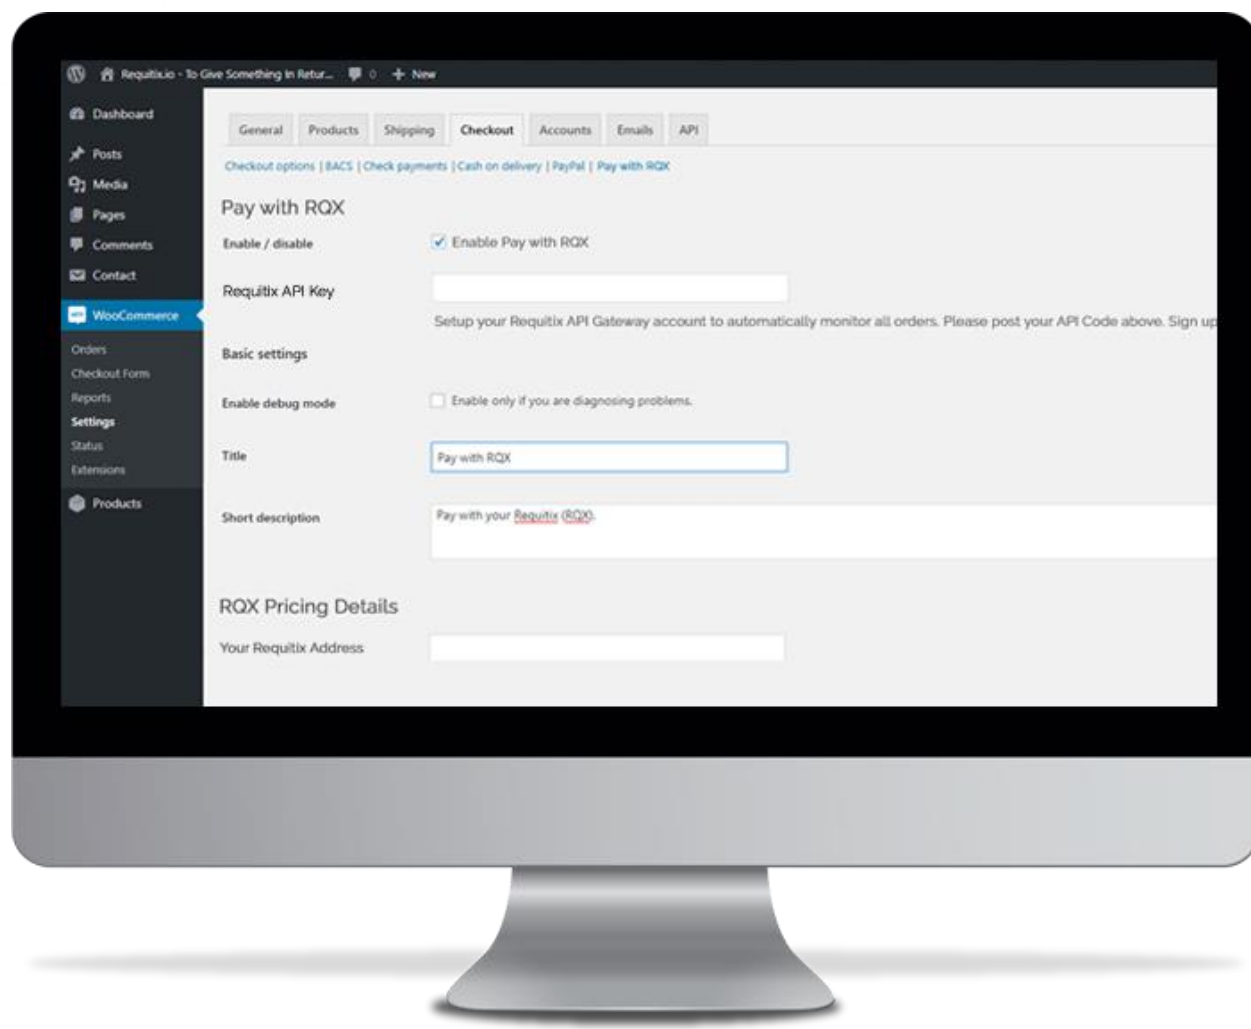 Requitix.io - To Give Something In Retur... 0 + New
Dashboard
Posts
Media
Pages
Comments
Contact
WooCommerce
Orders
Checkout Form
Reports
Settings
Status
Extensions
Products
General Products Shipping Checkout Accounts Emails API
Checkout options | BACS | Check payments | Cash on delivery | PayPal | Pay with RQX
Pay with RQX
Enable / disable Enable Pay with RQX
Requitix API Key
Setup your Requitix API Gateway account to automatically monitor all orders. Please post your API Code above. Sign up
Basic settings
Enable debug mode Enable only if you are diagnosing problems.
Title Pay with RQX
Short description Pay with your Requitix (RQX).
RQX Pricing Details
Your Requitix Address